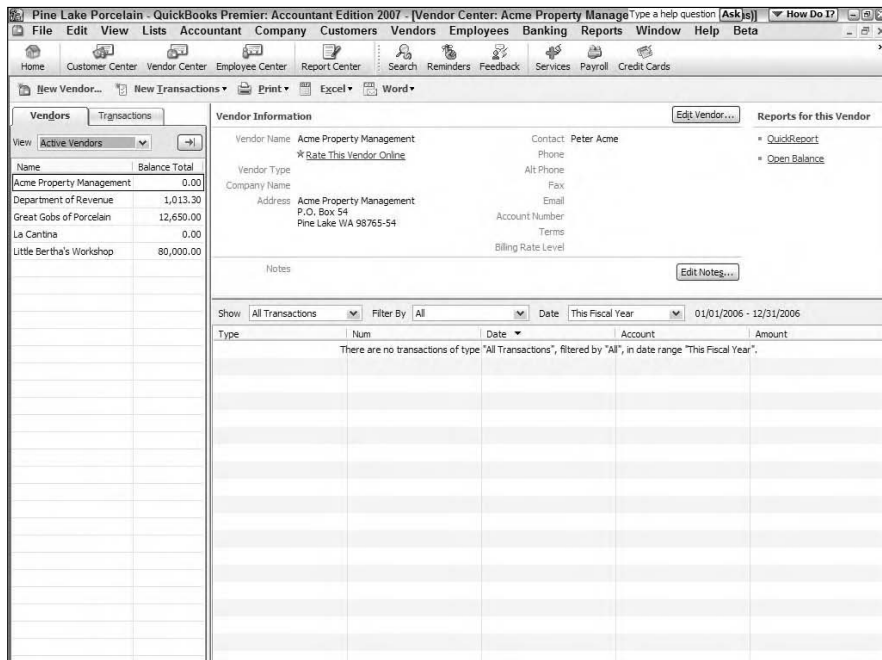 Pine Lake Porcelain - QuickBooks Premier: Accountant Edition 2007 - [Vendor Center: Acme Property Manage Type a help question Ask s)] How Do I?
File Edit View Lists Accountant Company Customers Vendors Employees Banking Reports Window Help Beta
Home Customer Center Vendor Center Employee Center Report Center Search Reminders Feedback Services Payroll Credit Cards
New Vendor... New Transactions Print Excel Word
Vendors Transactions
View Active Vendors
Name Balance Total
Acme Property Management 0.00
Department of Revenue 1,013.30
Great Gobs of Porcelain 12,650.00
La Cantina 0.00
Little Bertha's Workshop 80,000.00
Vendor Information Edit Vendor...
Vendor Name Acme Property Management
Rate This Vendor Online
Vendor Type
Company Name
Address Acme Property Management
P.O. Box 54
Pine Lake WA 98765-54
Contact Peter Acme
Phone
Alt Phone
Fax
Email
Account Number
Terms
Billing Rate Level
Notes Edit Notes...
Reports for this Vendor
QuickReport
Open Balance
Show All Transactions Filter By All Date This Fiscal Year 01/01/2006 - 12/31/2006
Type Num Date Account Amount
There are no transactions of type "All Transactions", filtered by "All", in date range "This Fiscal Year".